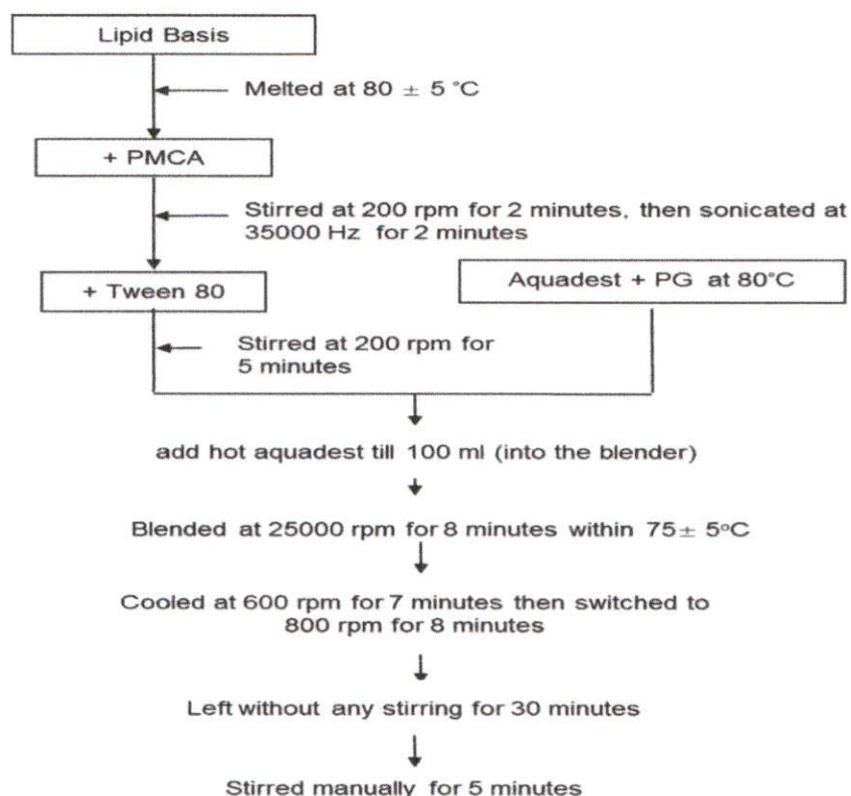 Lipid Basis
Melted at 80 ± 5 °C
+ PMCA
Stirred at 200 rpm for 2 minutes, then sonicated at
35000 Hz for 2 minutes
+ Tween 80
Aquadest + PG at 80°C
Stirred at 200 rpm for
5 minutes
add hot aquadest till 100 ml (into the blender)
Blended at 25000 rpm for 8 minutes within 75± 5°C
Cooled at 600 rpm for 7 minutes then switched to
800 rpm for 8 minutes
Left without any stirring for 30 minutes
Stirred manually for 5 minutes